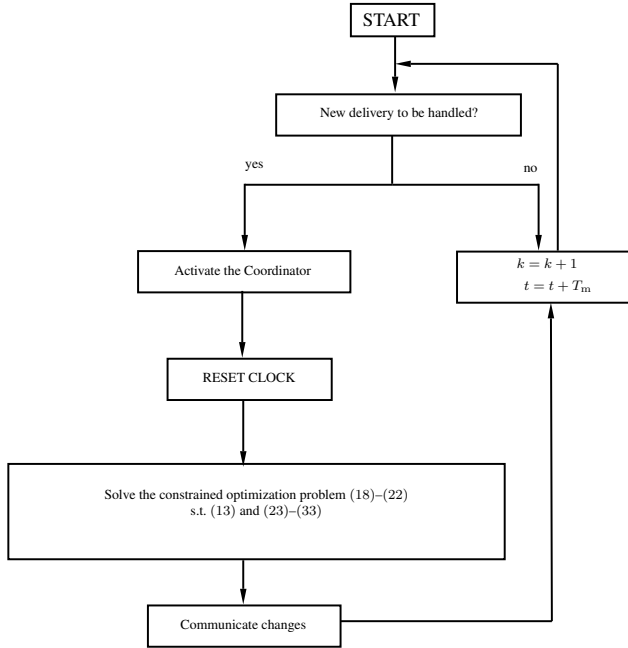 START
New delivery to be handled?
yes
no
Activate the Coordinator
k = k + 1
t = t + Tₘ
RESET CLOCK
Solve the constrained optimization problem (18)–(22)
s.t. (13) and (23)–(33)
Communicate changes